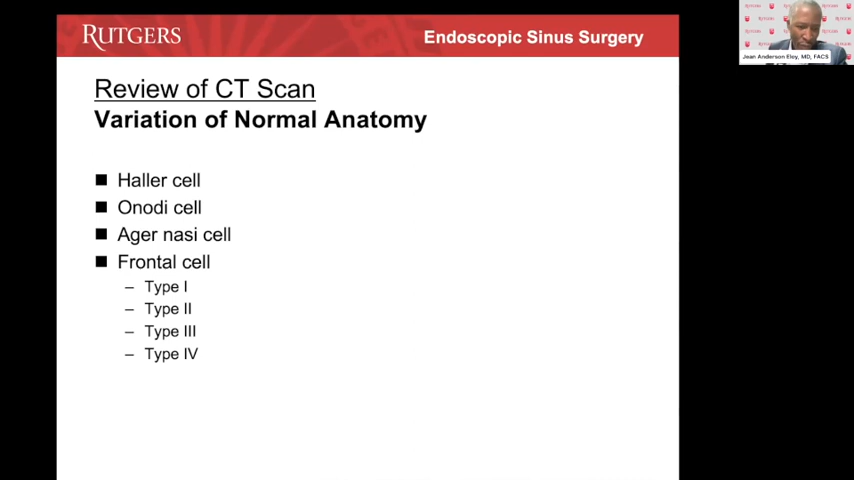 RUTGERS
Endoscopic Sinus Surgery
Review of CT Scan
Variation of Normal Anatomy
Haller cell
Onodi cell
Ager nasi cell
Frontal cell
– Type I
– Type II
– Type III
– Type IV
Jean Anderson Eloy, MD, FACS